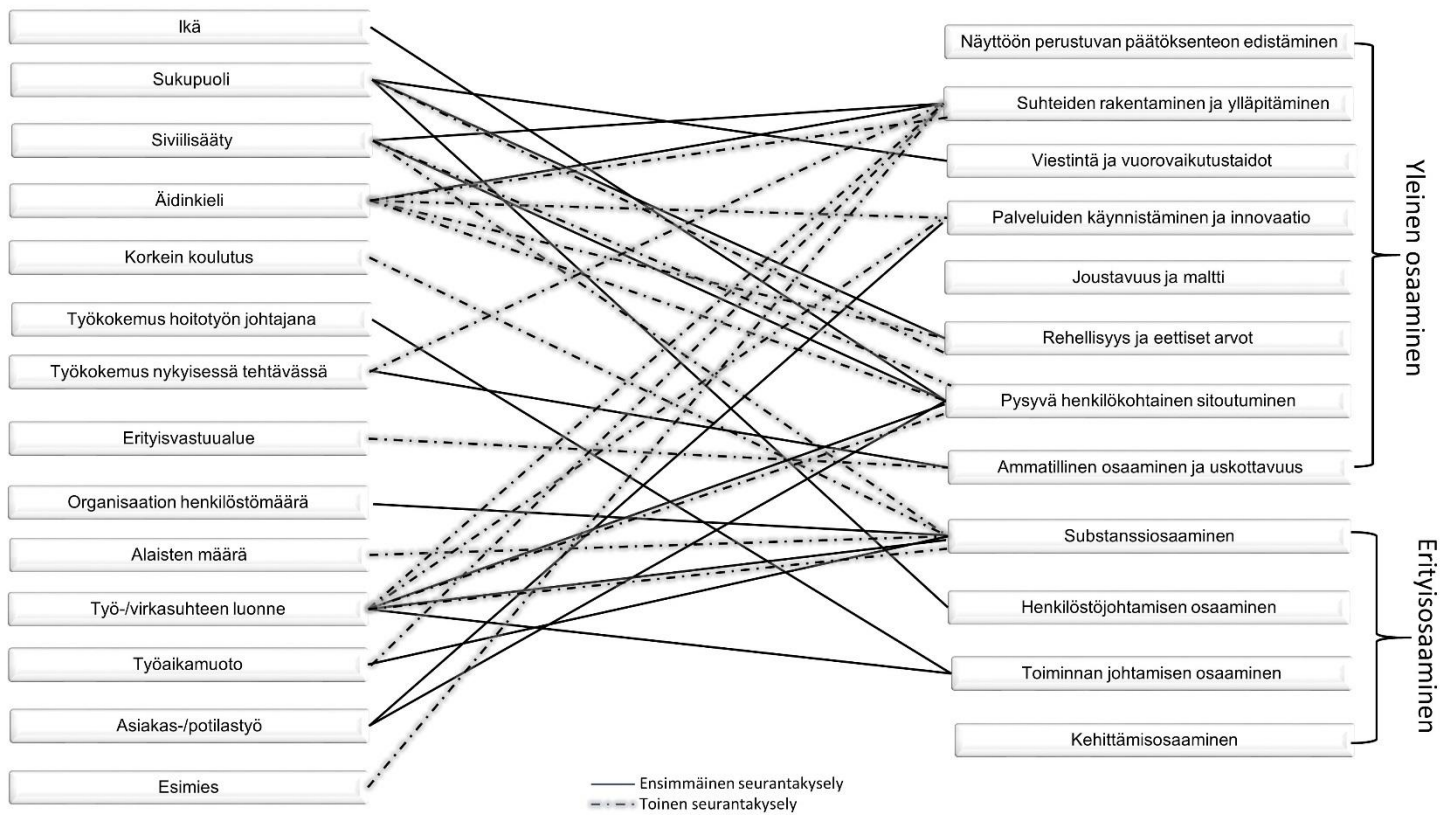 Ikä
Sukupuoli
Siviilisääty
Äidinkieli
Korkein koulutus
Työkokemus hoitotyön johtajana
Työkokemus nykyisessä tehtävässä
Erityisvastuualue
Organisaation henkilöstömäärä
Alaisten määrä
Työ-/virkasuhteen luonne
Työaikamuoto
Asiakas-/potilastyö
Esimies
Näyttöön perustuvan päätöksenteon edistäminen
Suhteiden rakentaminen ja ylläpitäminen
Viestintä ja vuorovaikutustaidot
Palveluiden käynnistäminen ja innovaatio
Joustavuus ja maltti
Rehellisyys ja eettiset arvot
Pysyvä henkilökohtainen sitoutuminen
Ammatillinen osaaminen ja uskottavuus
Substanssiosaaminen
Henkilöstöjohtamisen osaaminen
Toiminnan johtamisen osaaminen
Kehittämisosaaminen
Yleinen osaaminen
Erityisosaaminen
Ensimmäinen seurantakysely
Toinen seurantakysely